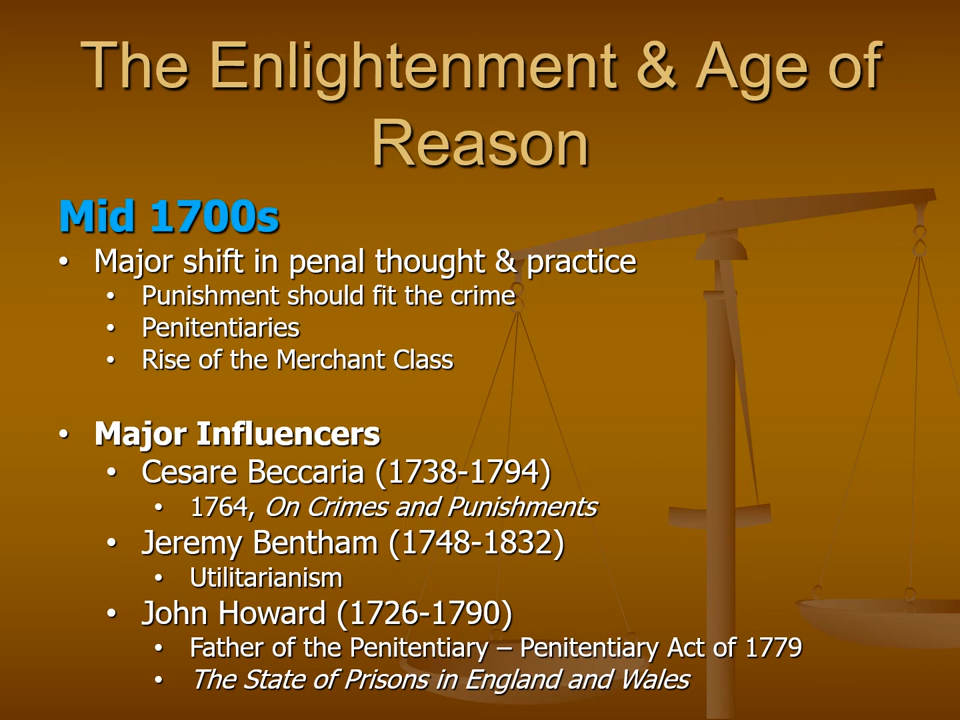 The Enlightenment & Age of
Reason
Mid 1700s
• Major shift in penal thought & practice
• Punishment should fit the crime
• Penitentiaries
• Rise of the Merchant Class
• Major Influencers
• Cesare Beccaria (1738-1794)
• 1764, On Crimes and Punishments
• Jeremy Bentham (1748-1832)
• Utilitarianism
• John Howard (1726-1790)
• Father of the Penitentiary – Penitentiary Act of 1779
• The State of Prisons in England and Wales